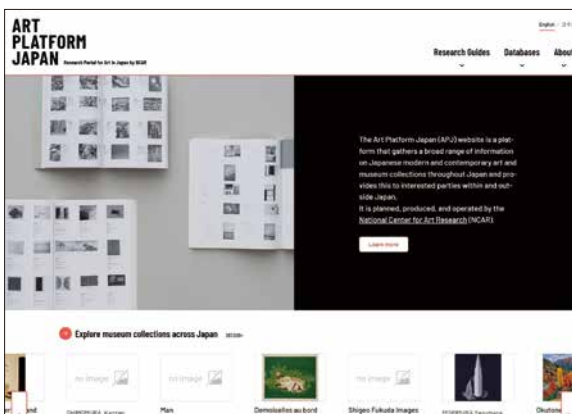 ART
PLATFORM
JAPAN Research Portal for Art in Japan by NCAR
English /
Research Guides Databases About
The Art Platform Japan (APJ) website is a plat-
form that gathers a broad range of information
on Japanese modern and contemporary art and
museum collections throughout Japan and pro-
vides this to interested parties within and out-
side Japan.
It is planned, produced, and operated by the
National Center for Art Research (NCAR).
Learn more
Explore museum collections across Japan
no image no image no image
Man Demoiselles au bord Shigeo Fukuda Images